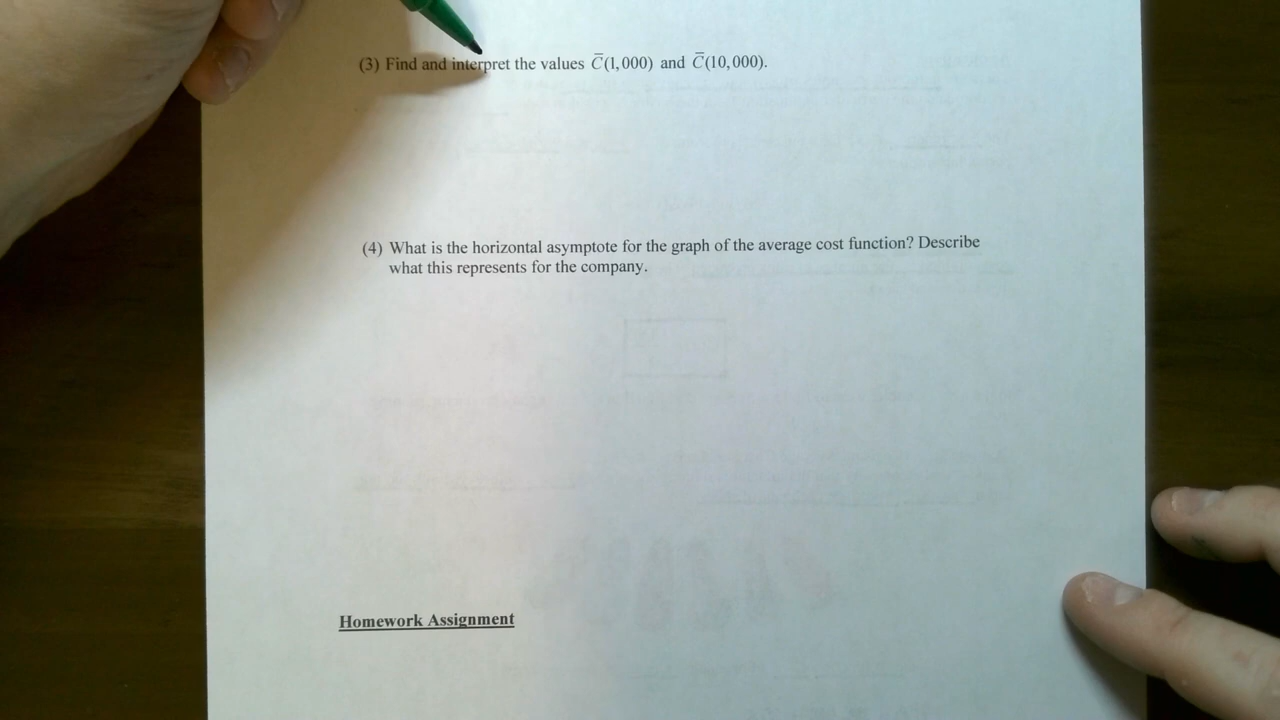 (3) Find and interpret the values C̅(1,000) and C̅(10,000).
(4) What is the horizontal asymptote for the graph of the average cost function? Describe
what this represents for the company.
Homework Assignment